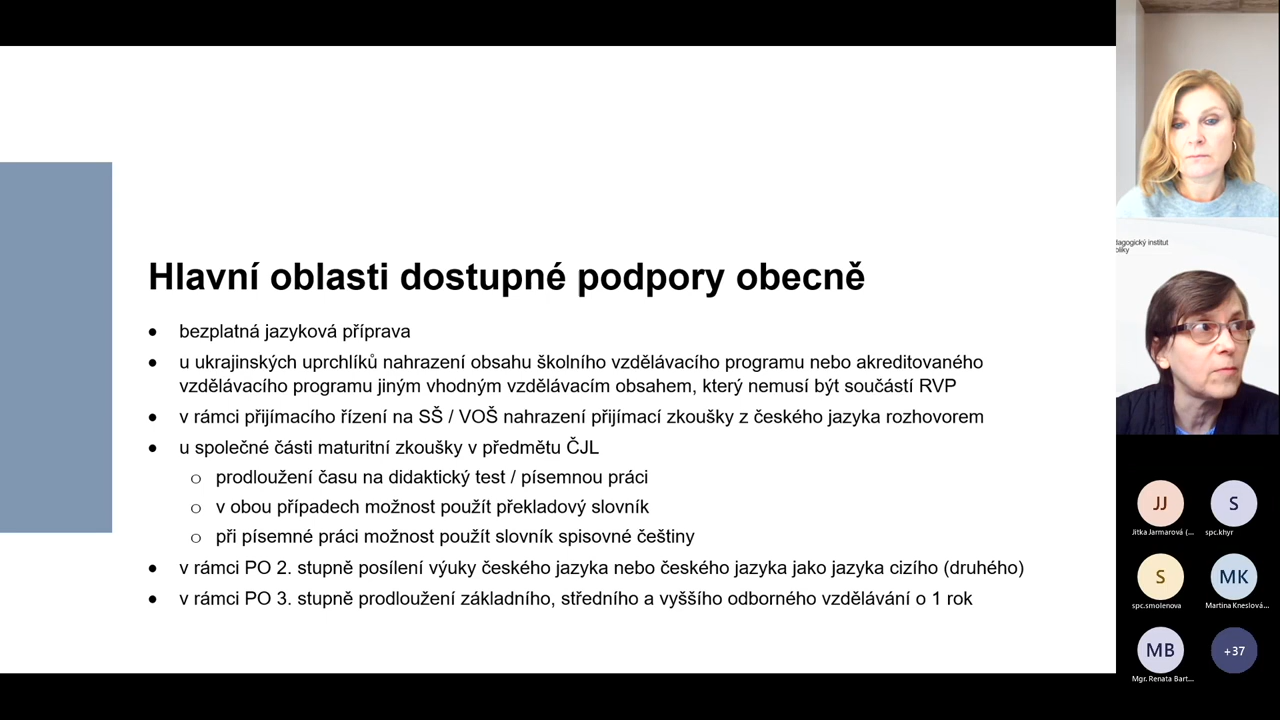 Hlavní oblasti dostupné podpory obecně
● bezplatná jazyková příprava
● u ukrajinských uprchlíků nahrazení obsahu školního vzdělávacího programu nebo akreditovaného
vzdělávacího programu jiným vhodným vzdělávacím obsahem, který nemusí být součástí RVP
● v rámci přijímacího řízení na SŠ / VOŠ nahrazení přijímací zkoušky z českého jazyka rozhovorem
● u společné části maturitní zkoušky v předmětu ČJL
○ prodloužení času na didaktický test / písemnou práci
○ v obou případech možnost použít překladový slovník
○ při písemné práci možnost použít slovník spisovné češtiny
● v rámci PO 2. stupně posílení výuky českého jazyka nebo českého jazyka jako jazyka cizího (druhého)
● v rámci PO 3. stupně prodloužení základního, středního a vyššího odborného vzdělávání o 1 rok
dagogický institut
bliky
JJ
Jitka Jarmarová (...
S
spc.khyr
S
spc.smolenova
MK
Martina Kneslová...
MB
Mgr. Renata Bart...
+37